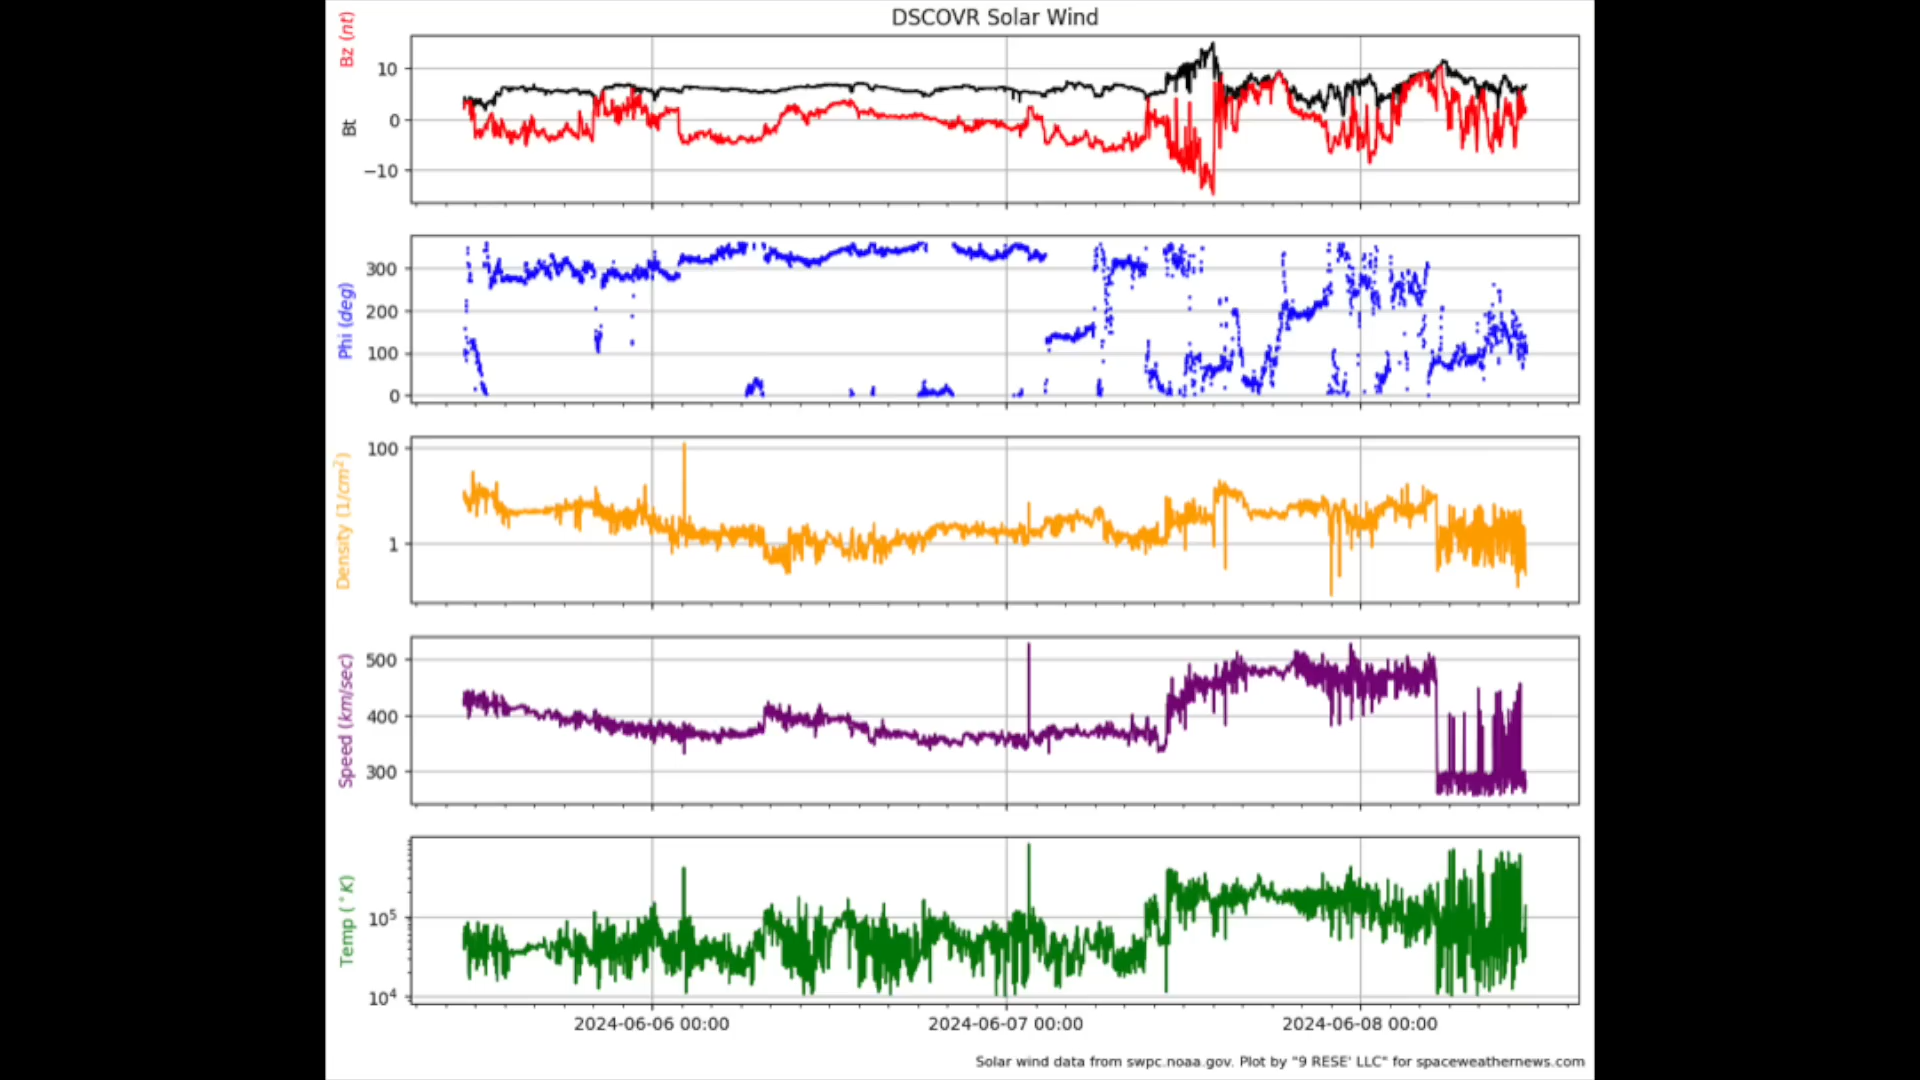 DSCOVR Solar Wind
Bz (nt)
Bt
10
0
−10
Phi (deg)
300
200
100
0
Density (1/cm²)
100
1
Speed (km/sec)
500
400
300
Temp (°K)
10⁵
10⁴
2024-06-06 00:00
2024-06-07 00:00
2024-06-08 00:00
Solar wind data from swpc.noaa.gov. Plot by "9 RESE' LLC" for spaceweathernews.com